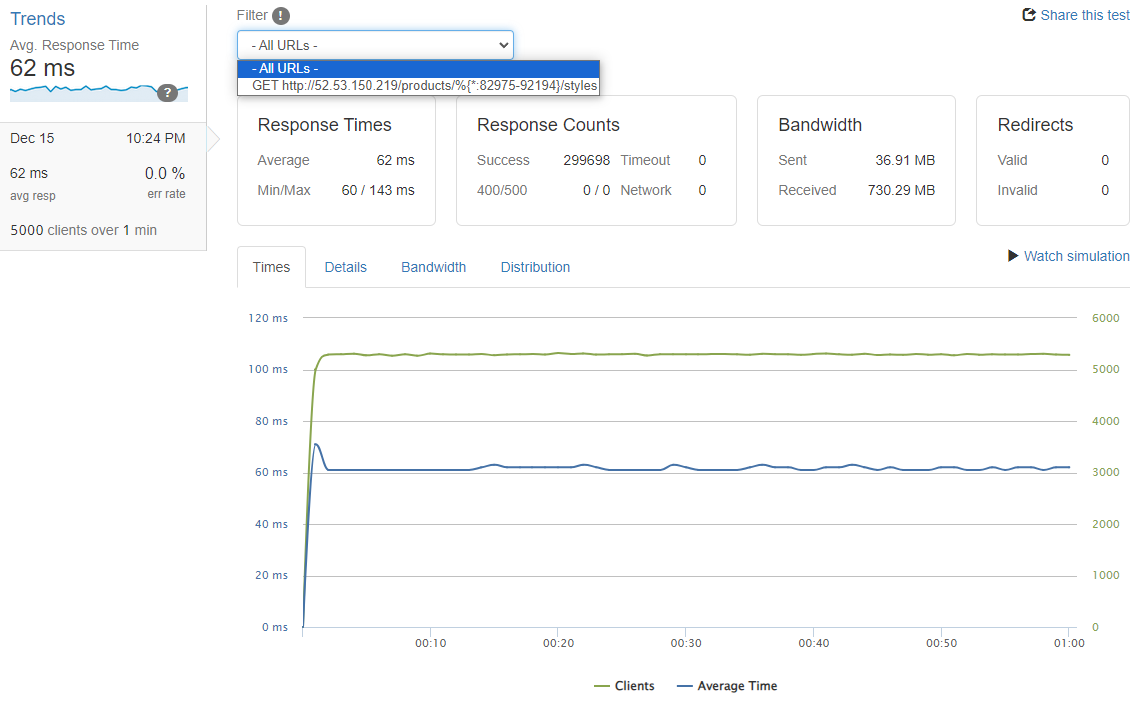 Trends
Avg. Response Time
62 ms
?
Dec 15 10:24 PM
62 ms 0.0 %
avg resp err rate
5000 clients over 1 min
Filter !
Share this test
- All URLs -
- All URLs -
GET http://52.53.150.219/products/%{*:82975-92194}/styles
Response Times
Average 62 ms
Min/Max 60 / 143 ms
Response Counts
Success 299698 Timeout 0
400/500 0 / 0 Network 0
Bandwidth
Sent 36.91 MB
Received 730.29 MB
Redirects
Valid 0
Invalid 0
Times Details Bandwidth Distribution
Watch simulation
120 ms 6000
100 ms 5000
80 ms 4000
60 ms 3000
40 ms 2000
20 ms 1000
0 ms 0
00:10 00:20 00:30 00:40 00:50 01:00
Clients Average Time